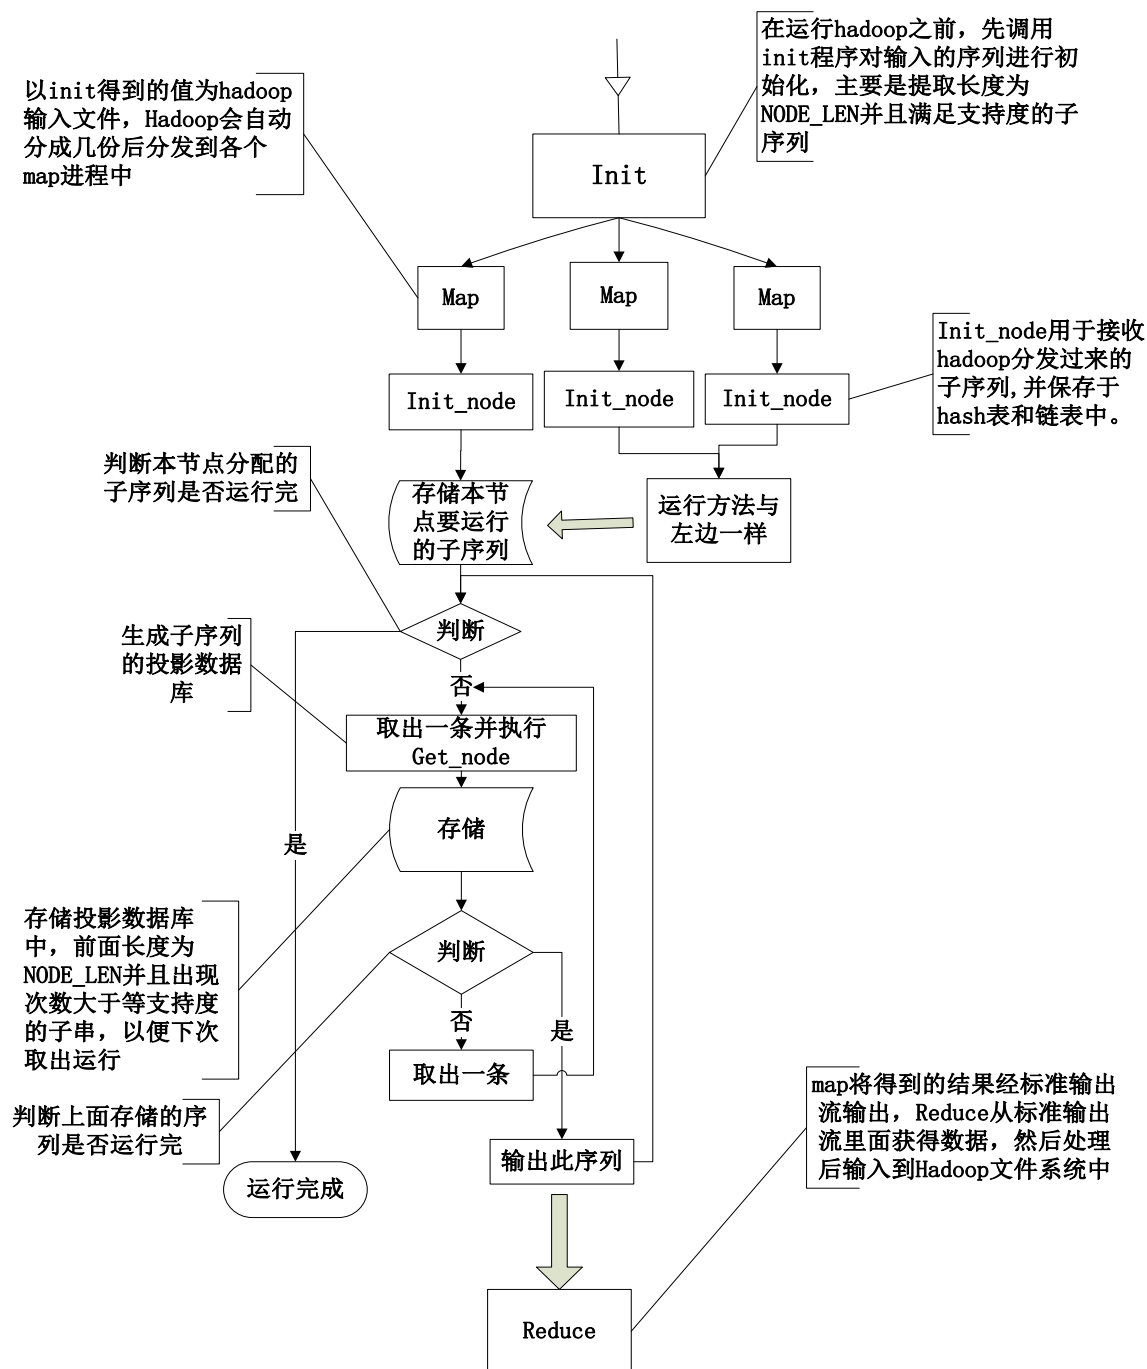 在运行hadoop之前，先调用
init程序对输入的序列进行初
始化，主要是提取长度为
NODE_LEN并且满足支持度的子
序列
以init得到的值为hadoop
输入文件，Hadoop会自动
分成几份后分发到各个
map进程中
Init
Map
Map
Map
Init_node用于接收
hadoop分发过来的
子序列,并保存于
hash表和链表中。
Init_node
Init_node
Init_node
判断本节点分配的
子序列是否运行完
存储本节
点要运行
的子序列
运行方法与
左边一样
判断
生成子序列
的投影数据
库
否
取出一条并执行
Get_node
存储
是
存储投影数据库
中，前面长度为
NODE_LEN并且出现
次数大于等支持度
的子串，以便下次
取出运行
判断
否
是
取出一条
判断上面存储的序
列是否运行完
map将得到的结果经标准输出
流输出，Reduce从标准输出
流里面获得数据，然后处理
后输入到Hadoop文件系统中
输出此序列
运行完成
Reduce